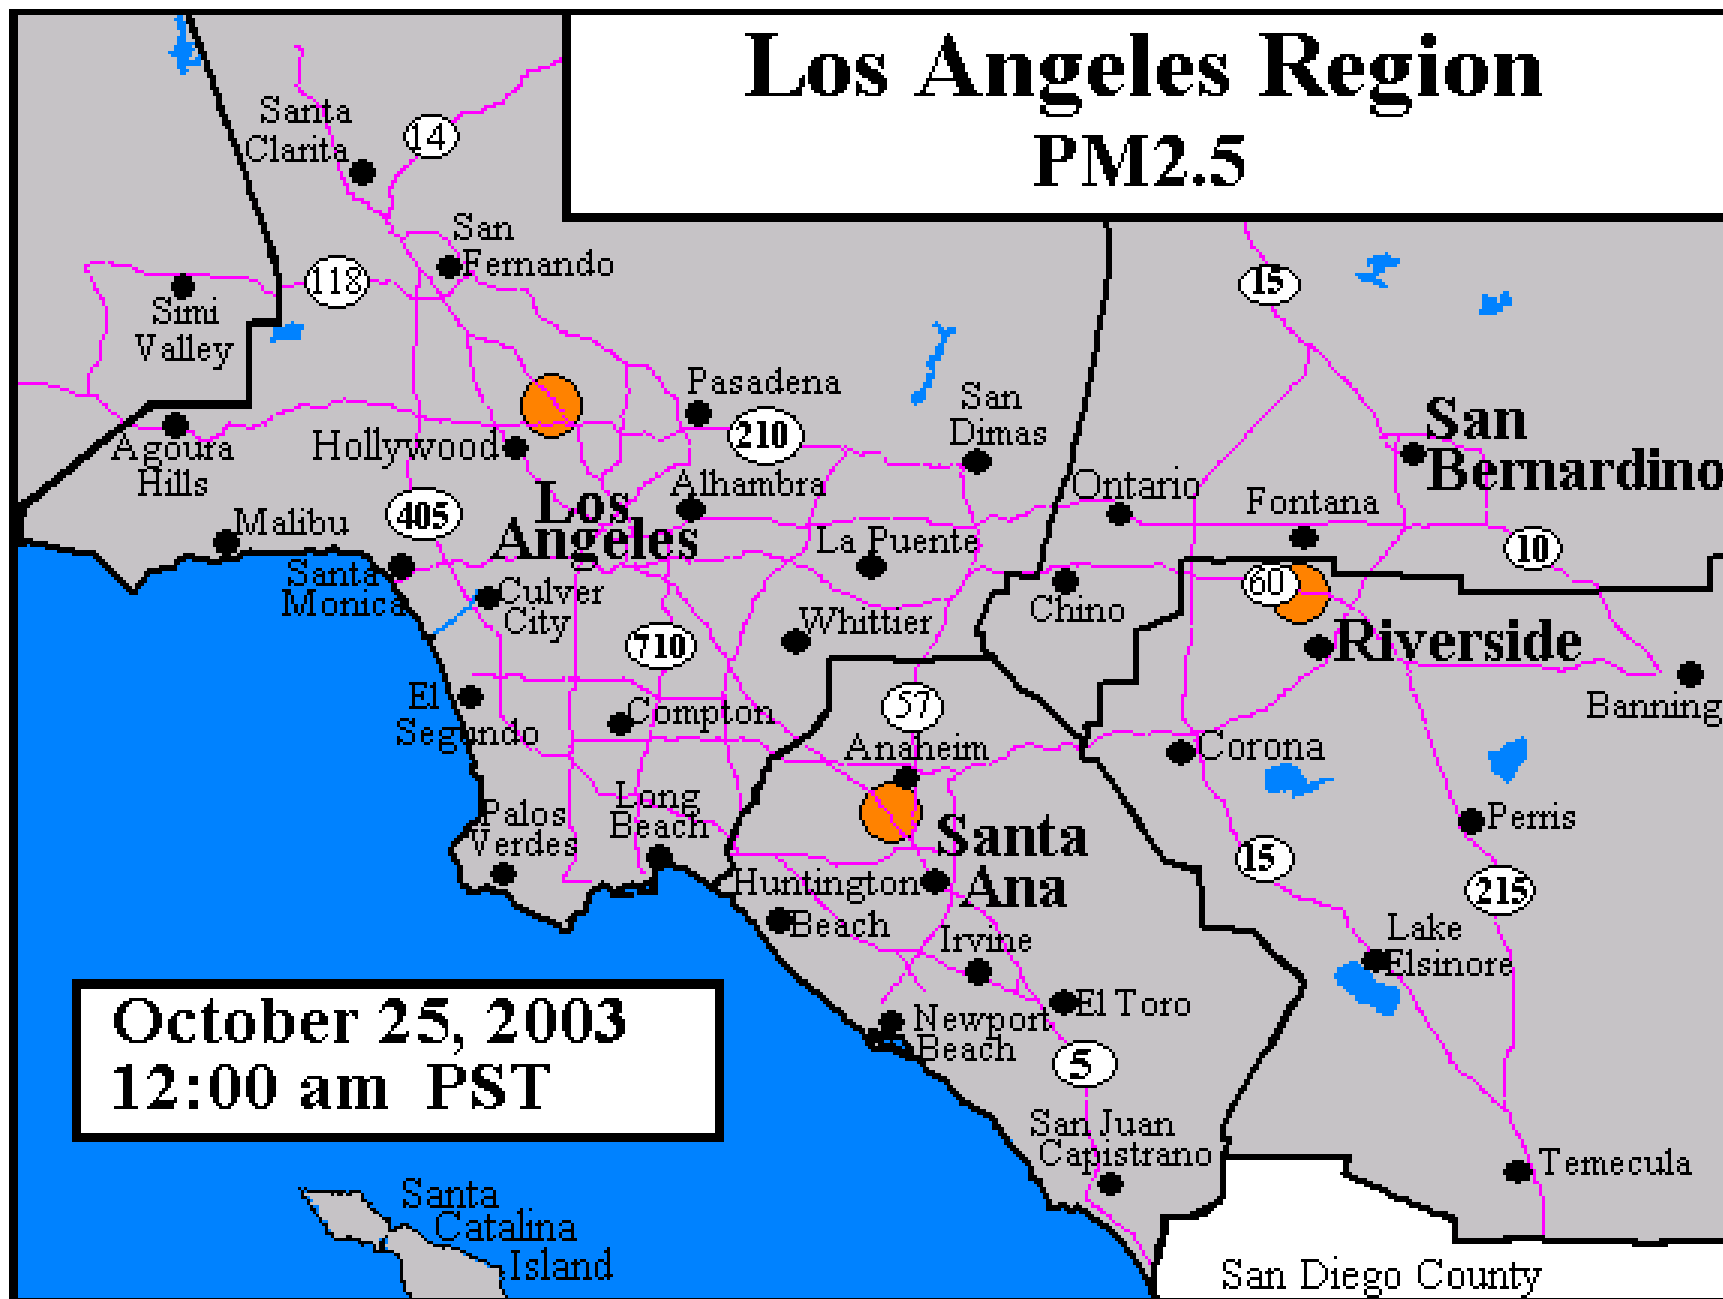 Los Angeles Region
PM2.5
Santa
Clarita
14
San
Fernando
118
15
Simi
Valley
Pasadena
210
San
Dimas
San
Bernardino
Agoura
Hills
Hollywood
Alhambra
Ontario
Fontana
405
Los
Angeles
Malibu
La Puente
10
Santa
Monica
Culver
City
Chino
60
Whittier
710
Riverside
Banning
El
Segundo
Compton
57
Anaheim
Corona
Long
Beach
Palos
Verdes
Santa
Ana
Perris
15
215
Huntington
Beach
Irvine
Lake
Elsinore
El Toro
Newport
Beach
5
October 25, 2003
12:00 am PST
San Juan
Capistrano
Temecula
Santa
Catalina
Island
San Diego County